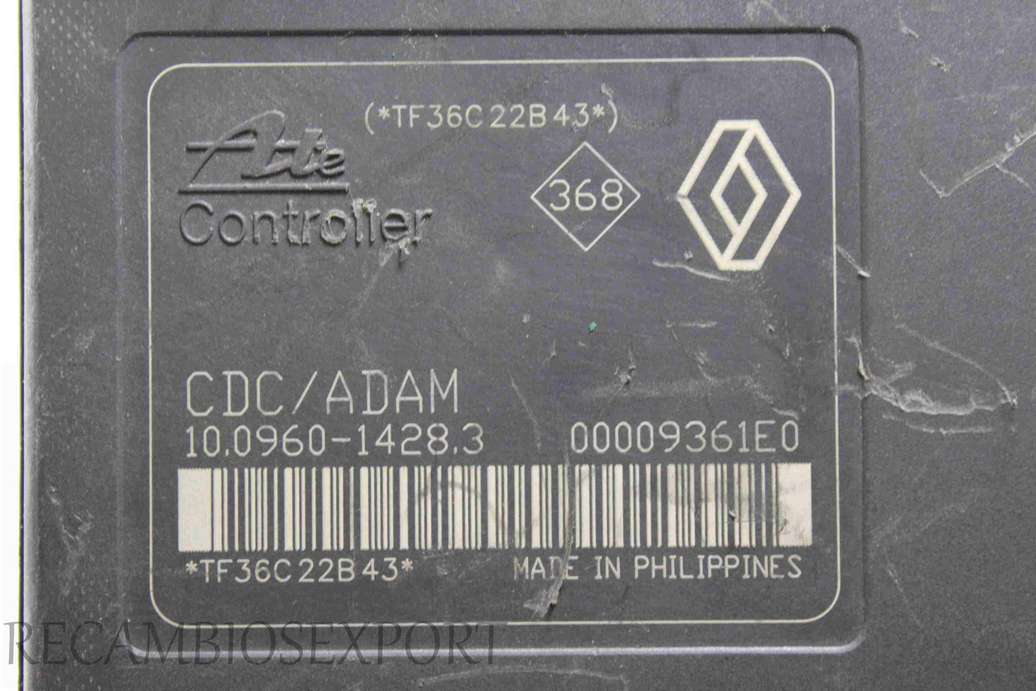 (*TF36C22B43*)
Ate
Controller
368
CDC/ADAM
10.0960-1428.3 00009361E0
*TF36C22B43* MADE IN PHILIPPINES
RECAMBIOSEXPORT